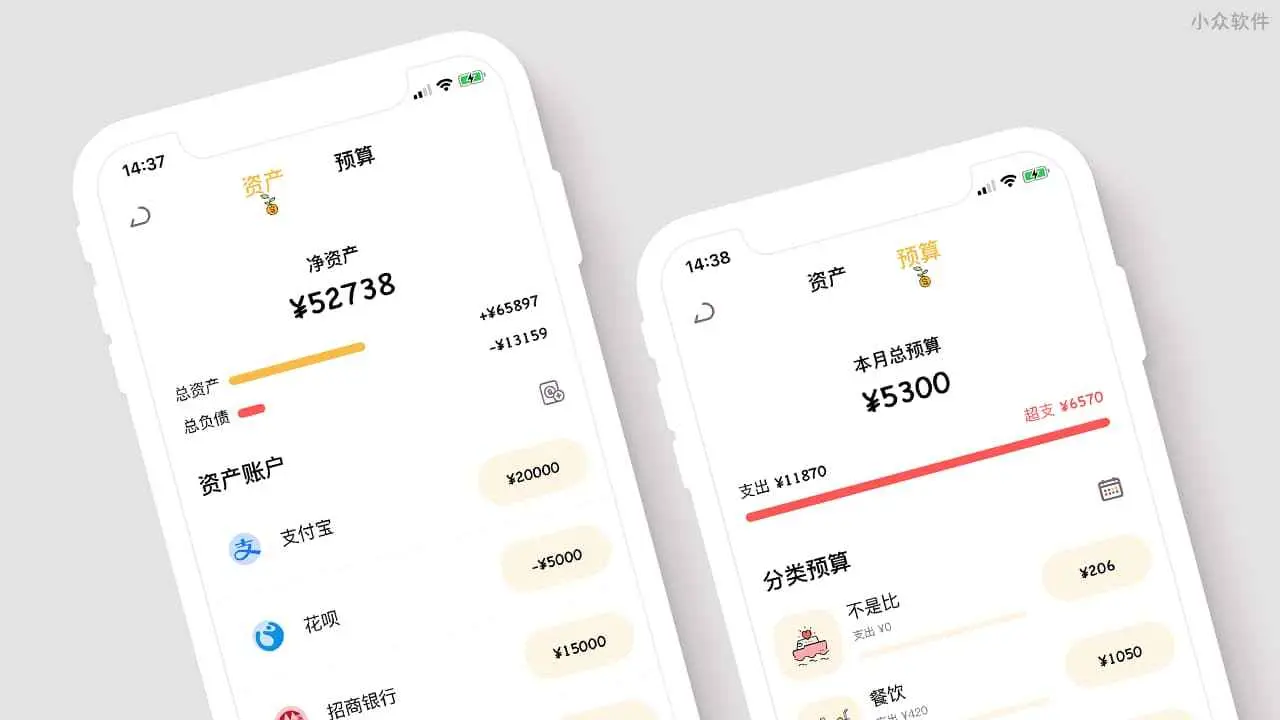 小众软件
14:37
资产
预算
净资产
¥52738
+¥65897
-¥13159
总资产
总负债
资产账户
支付宝
¥20000
花呗
-¥5000
招商银行
¥15000
14:38
资产
预算
本月总预算
¥5300
超支 ¥6570
支出 ¥11870
分类预算
不是比
支出 ¥0
¥206
餐饮
支出 ¥420
¥1050